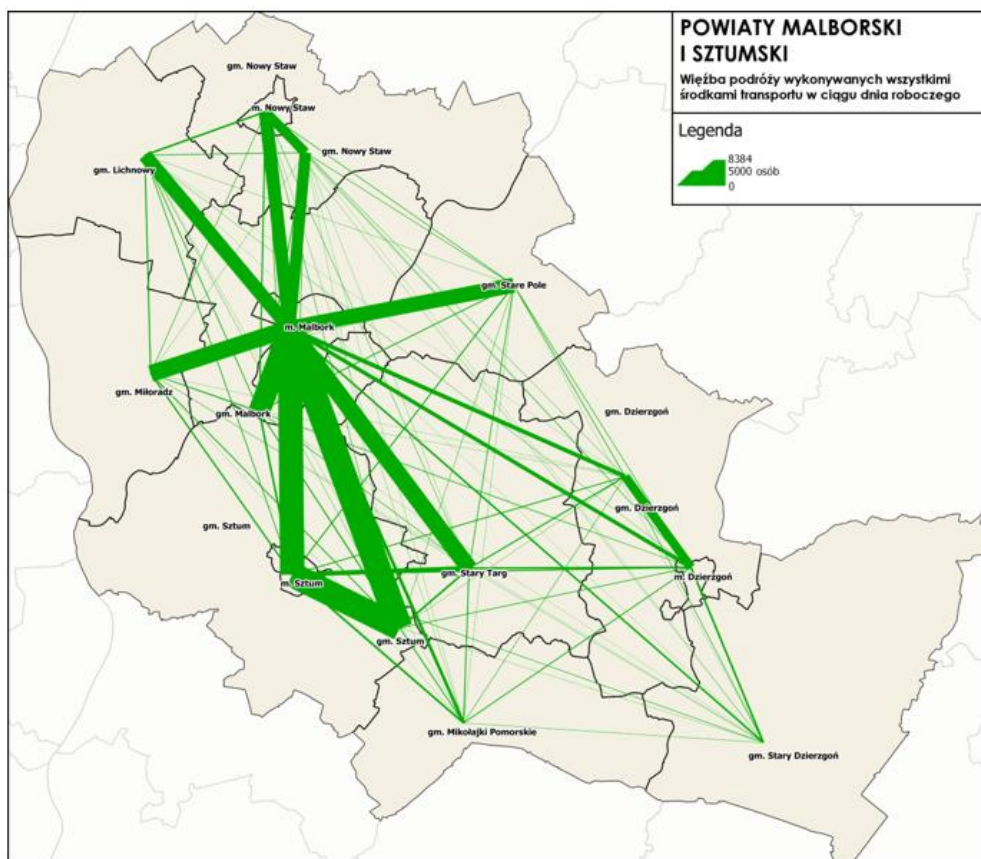 POWIATY MALBORSKI
I SZTUMSKI
Więźba podróży wykonywanych wszystkimi
środkami transportu w ciągu dnia roboczego
Legenda
8384
5000 osób
0
gm. Nowy Staw
m. Nowy Staw
gm. Nowy Staw
gm. Lichnowy
gm. Stare Pole
m. Malbork
gm. Miłoradz
gm. Malbork
gm. Dzierzgoń
gm. Dzierzgoń
gm. Sztum
m. Sztum
gm. Stary Targ
m. Dzierzgoń
gm. Sztum
gm. Mikołajki Pomorskie
gm. Stary Dzierzgoń